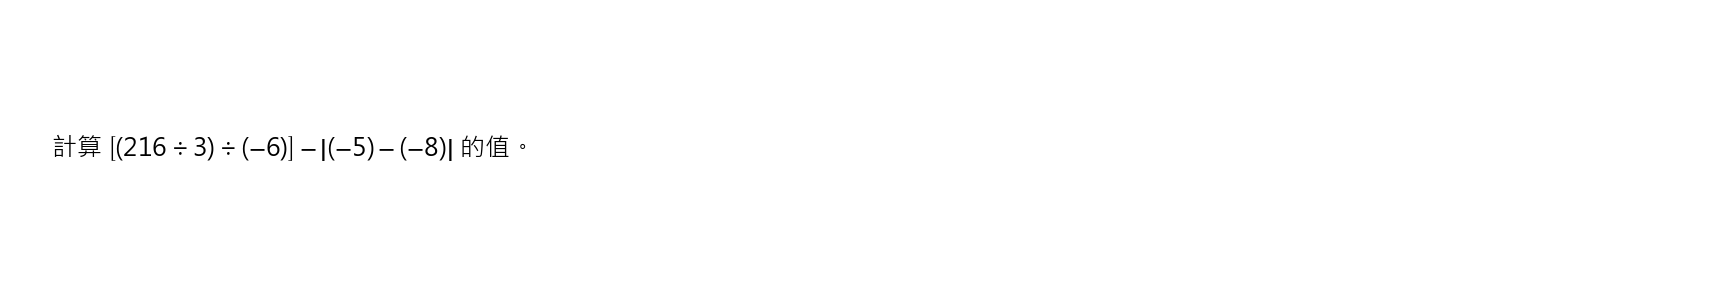 計算 [(216 ÷ 3) ÷ (−6)] − |(−5) − (−8)| 的值。